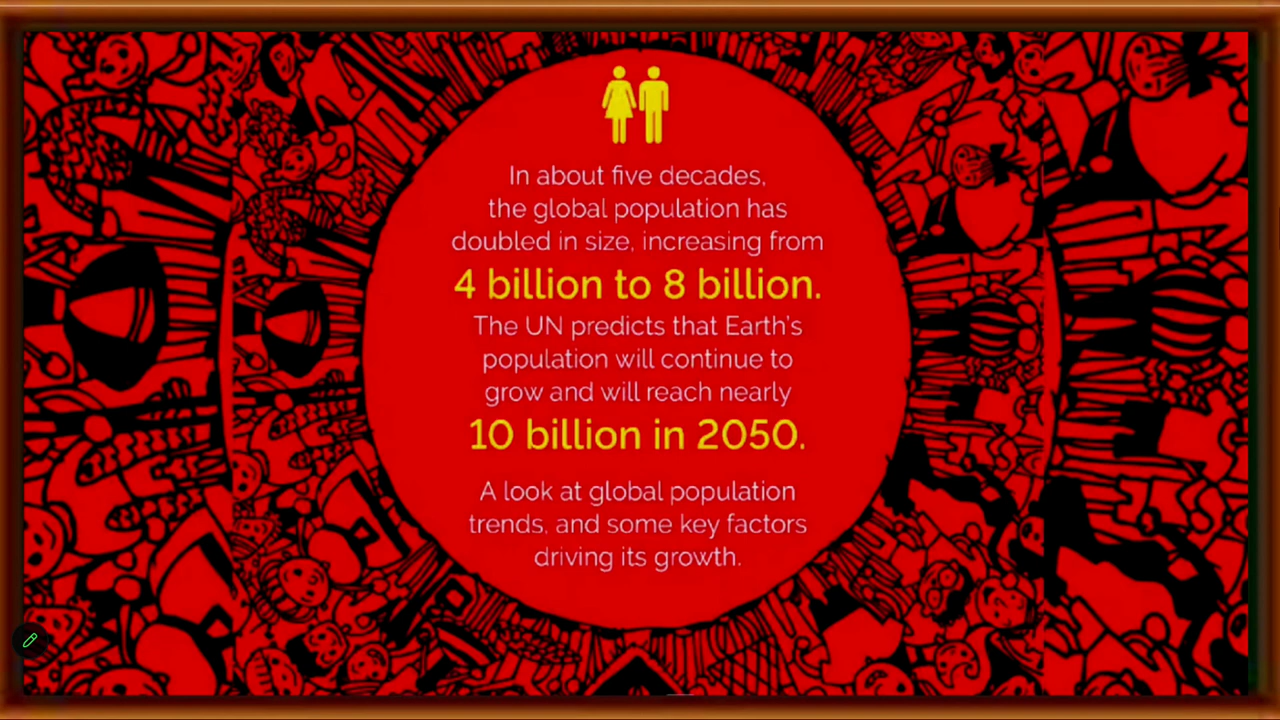 In about five decades,
the global population has
doubled in size, increasing from
4 billion to 8 billion.
The UN predicts that Earth's
population will continue to
grow and will reach nearly
10 billion in 2050.
A look at global population
trends, and some key factors
driving its growth.